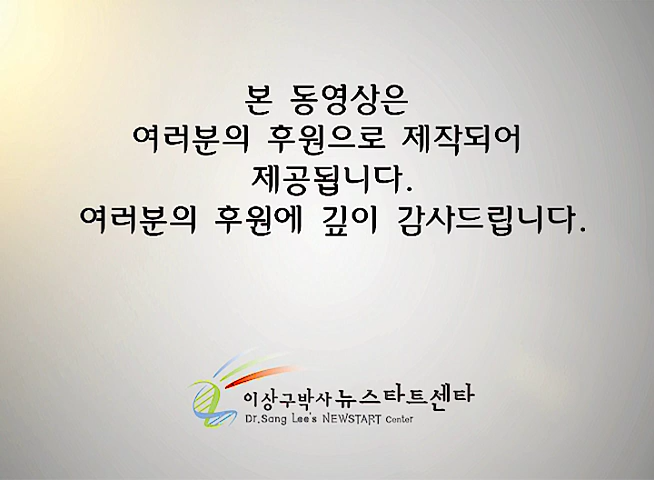 본 동영상은
여러분의 후원으로 제작되어
제공됩니다.
여러분의 후원에 깊이 감사드립니다.
이상구박사 뉴스타트센타
Dr.Sang Lee's NEWSTART Center